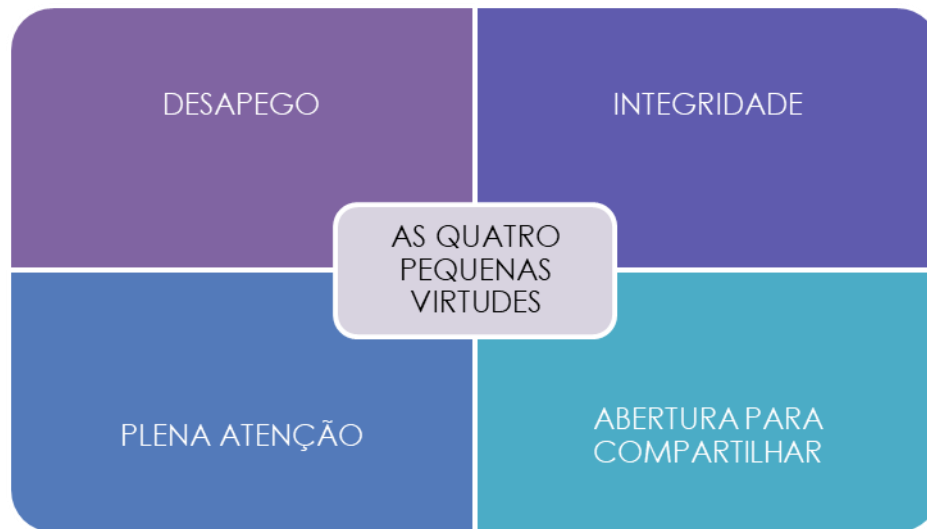 DESAPEGO
INTEGRIDADE
AS QUATRO
PEQUENAS
VIRTUDES
PLENA ATENÇÃO
ABERTURA PARA
COMPARTILHAR